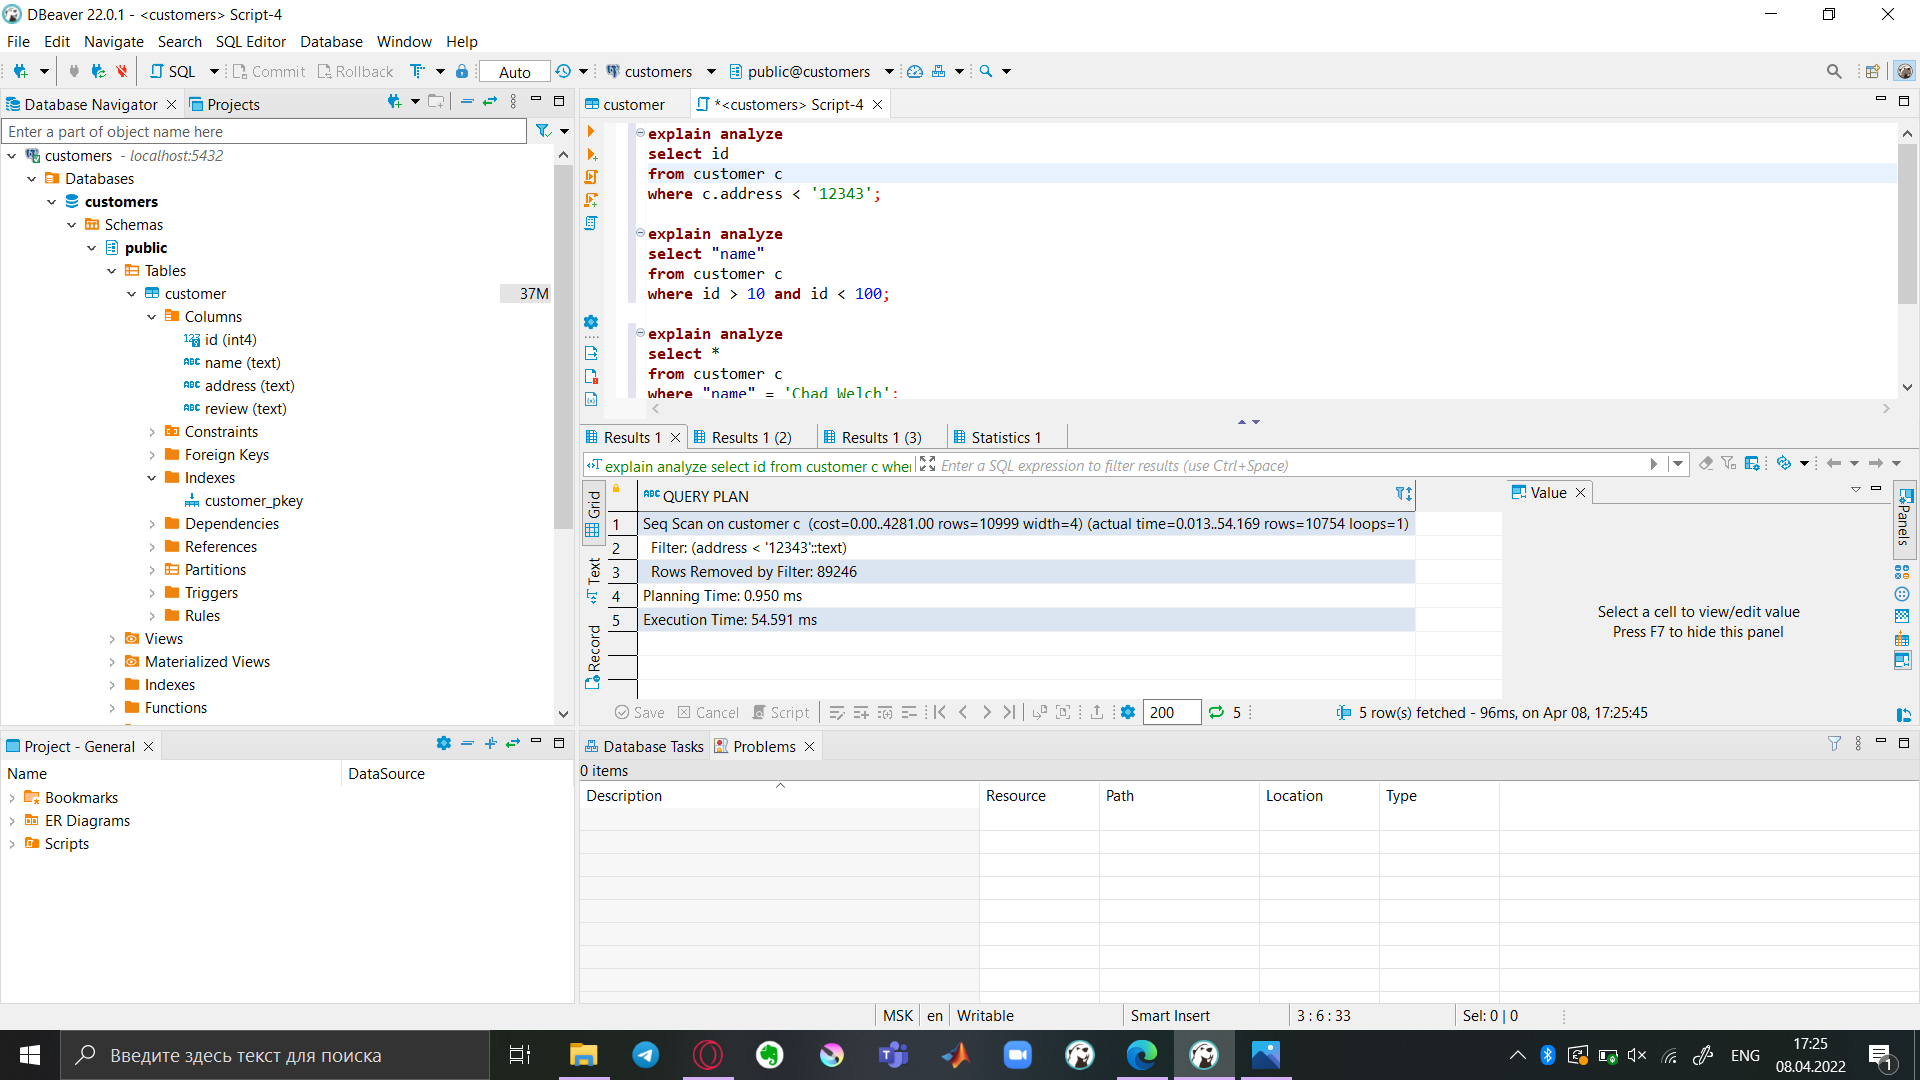 DBeaver 22.0.1 - <customers> Script-4
File Edit Navigate Search SQL Editor Database Window Help
SQL Commit Rollback Auto customers public@customers
Database Navigator Projects
Enter a part of object name here
customers - localhost:5432
Databases
customers
Schemas
public
Tables
customer 37M
Columns
id (int4)
name (text)
address (text)
review (text)
Constraints
Foreign Keys
Indexes
customer_pkey
Dependencies
References
Partitions
Triggers
Rules
Views
Materialized Views
Indexes
Functions
customer *<customers> Script-4
explain analyze
select id
from customer c
where c.address < '12343';
explain analyze
select "name"
from customer c
where id > 10 and id < 100;
explain analyze
select *
from customer c
where "name" = 'Chad Welch';
Results 1 Results 1 (2) Results 1 (3) Statistics 1
explain analyze select id from customer c wher Enter a SQL expression to filter results (use Ctrl+Space)
Grid
Text
Record
ABC QUERY PLAN
1 Seq Scan on customer c (cost=0.00..4281.00 rows=10999 width=4) (actual time=0.013..54.169 rows=10754 loops=1)
2 Filter: (address < '12343'::text)
3 Rows Removed by Filter: 89246
4 Planning Time: 0.950 ms
5 Execution Time: 54.591 ms
Value
Select a cell to view/edit value
Press F7 to hide this panel
Panels
Save Cancel Script 200 5 5 row(s) fetched - 96ms, on Apr 08, 17:25:45
Project - General
Name DataSource
Bookmarks
ER Diagrams
Scripts
Database Tasks Problems
0 items
Description Resource Path Location Type
MSK en Writable Smart Insert 3 : 6 : 33 Sel: 0 | 0
Введите здесь текст для поиска
ENG 17:25
08.04.2022
1